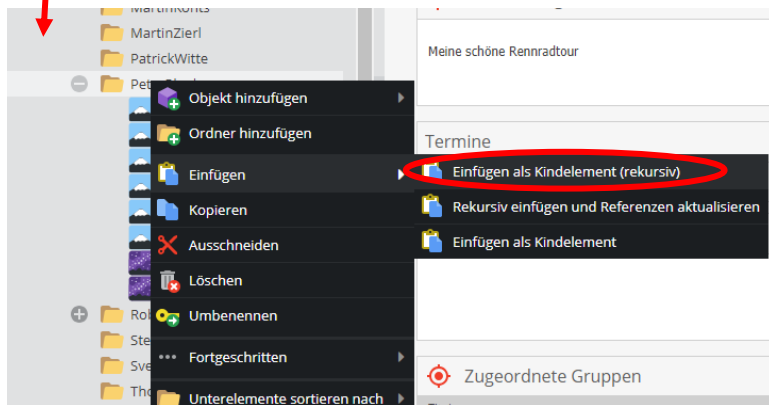 MartinZierl
PatrickWitte
Meine schöne Rennradtour
Objekt hinzufügen
Ordner hinzufügen
Termine
Einfügen
Einfügen als Kindelement (rekursiv)
Kopieren
Rekursiv einfügen und Referenzen aktualisieren
Ausschneiden
Einfügen als Kindelement
Löschen
Umbenennen
Fortgeschritten
Zugeordnete Gruppen
Unterelemente sortieren nach